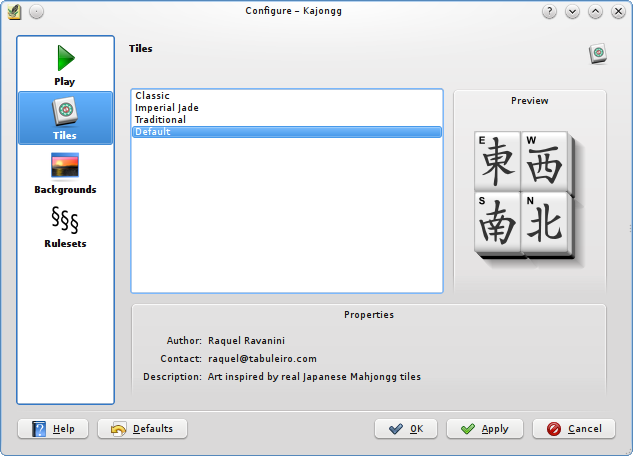 Configure – Kajongg
Play
Tiles
Backgrounds
§§§
Rulesets
Tiles
Classic
Imperial Jade
Traditional
Default
Preview
E W
東 西
S N
南 北
Properties
Author: Raquel Ravanini
Contact: raquel@tabuleiro.com
Description: Art inspired by real Japanese Mahjongg tiles
Help Defaults OK Apply Cancel